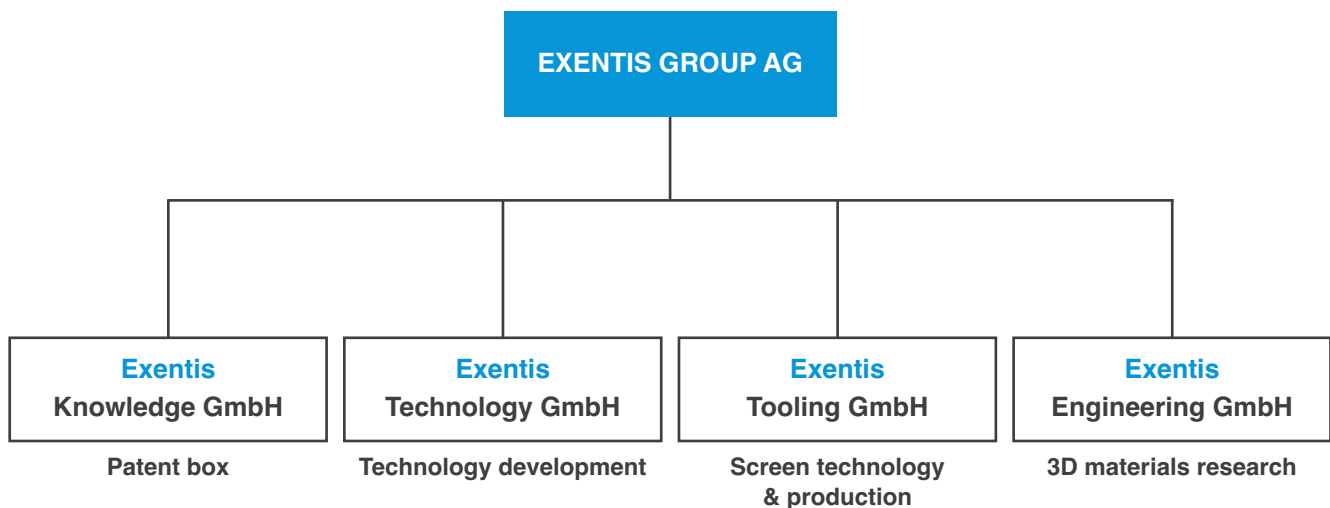 EXENTIS GROUP AG
Exentis
Knowledge GmbH
Patent box
Exentis
Technology GmbH
Technology development
Exentis
Tooling GmbH
Screen technology
& production
Exentis
Engineering GmbH
3D materials research